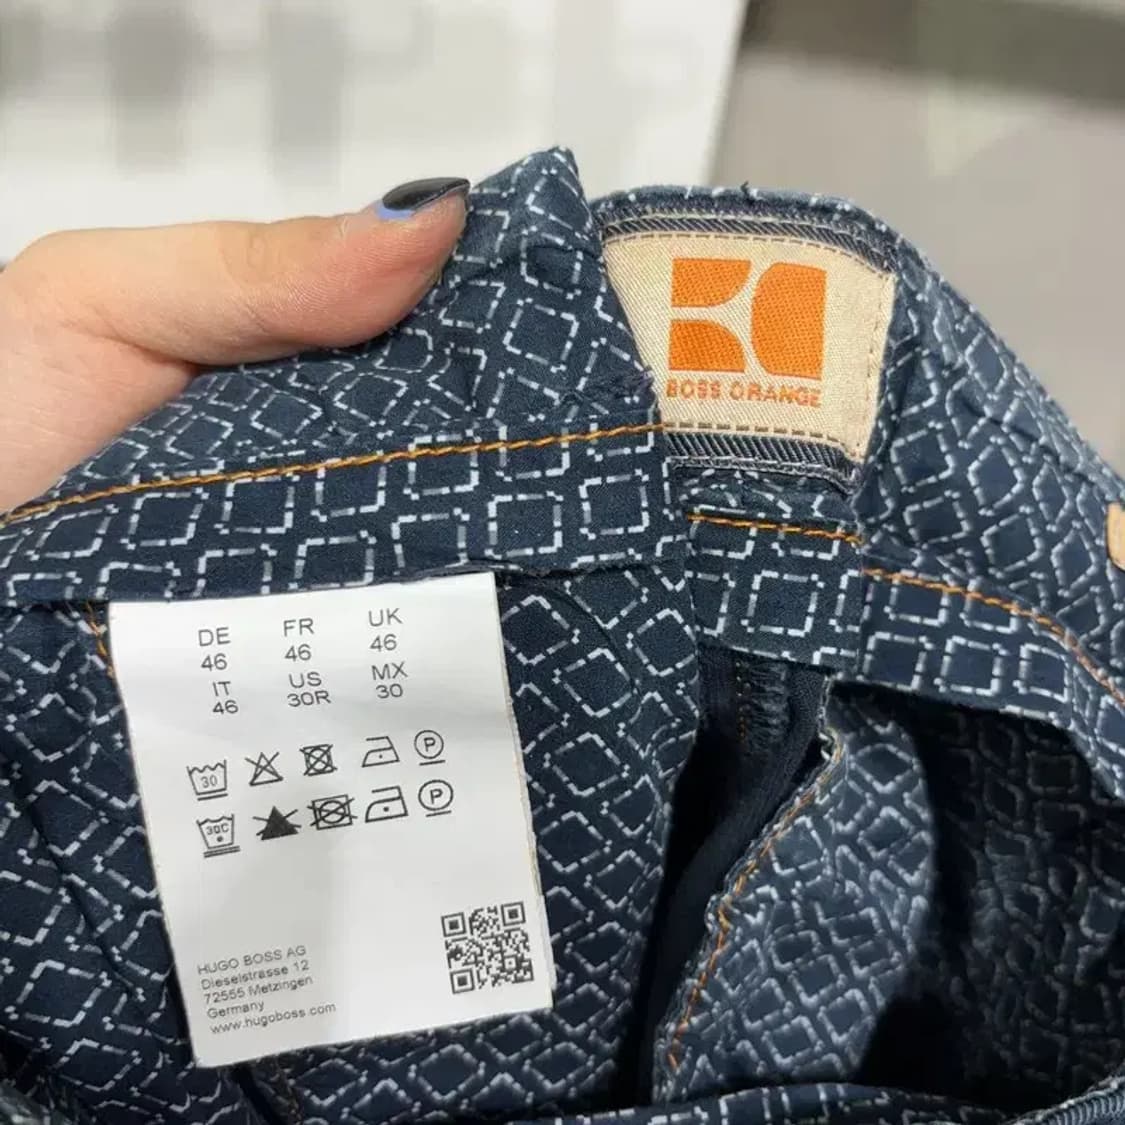 BOSS ORANGE
DE FR UK
46 46 46
IT US MX
46 30R 30
30 P
30C P
HUGO BOSS AG
Dieselstrasse 12
72555 Metzingen
Germany
www.hugoboss.com